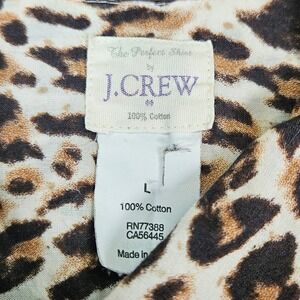 The Perfect Shirt
by
J.CREW
100% Cotton
L
100% Cotton
RN77388
CA56445
Made in